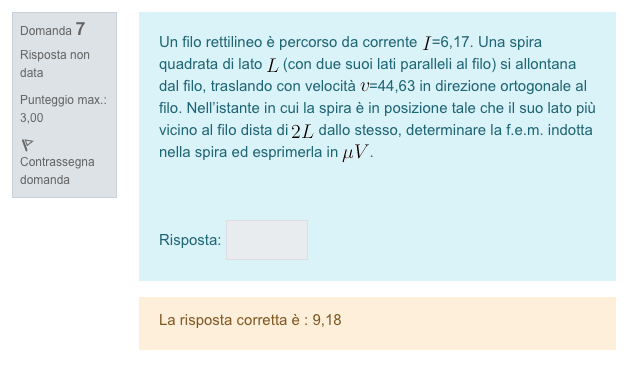 Domanda 7
Risposta non
data
Punteggio max.:
3,00
Contrassegna
domanda
Un filo rettilineo è percorso da corrente I=6,17. Una spira
quadrata di lato L (con due suoi lati paralleli al filo) si allontana
dal filo, traslando con velocità v=44,63 in direzione ortogonale al
filo. Nell'istante in cui la spira è in posizione tale che il suo lato più
vicino al filo dista di 2L dallo stesso, determinare la f.e.m. indotta
nella spira ed esprimerla in μV.
Risposta:
La risposta corretta è : 9,18